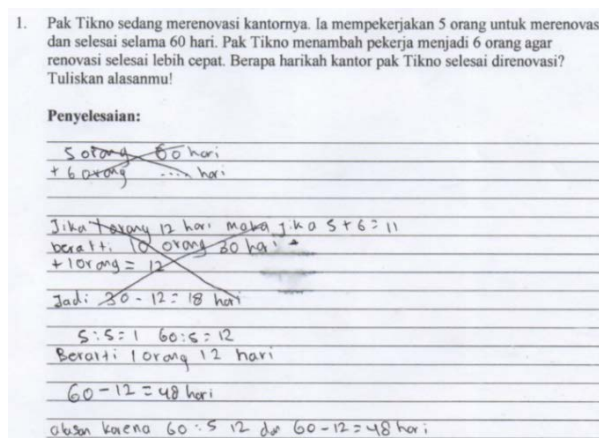 1. Pak Tikno sedang merenovasi kantornya. Ia mempekerjakan 5 orang untuk merenovas
dan selesai selama 60 hari. Pak Tikno menambah pekerja menjadi 6 orang agar
renovasi selesai lebih cepat. Berapa harikah kantor pak Tikno selesai direnovasi?
Tuliskan alasanmu!
Penyelesaian:
5 orang 60 hari
+ 6 orang .... hari
Jika 1 orang 12 hari maka jika 5 + 6 = 11
beratti 10 orang 30 hari
+ 1 orang = 12
Jadi 30 - 12 = 18 hari
5 : 5 = 1 60 : 5 = 12
Beratti 1 orang 12 hari
60 - 12 = 48 hari
alasan karena 60 : 5 12 dan 60 - 12 = 48 hari